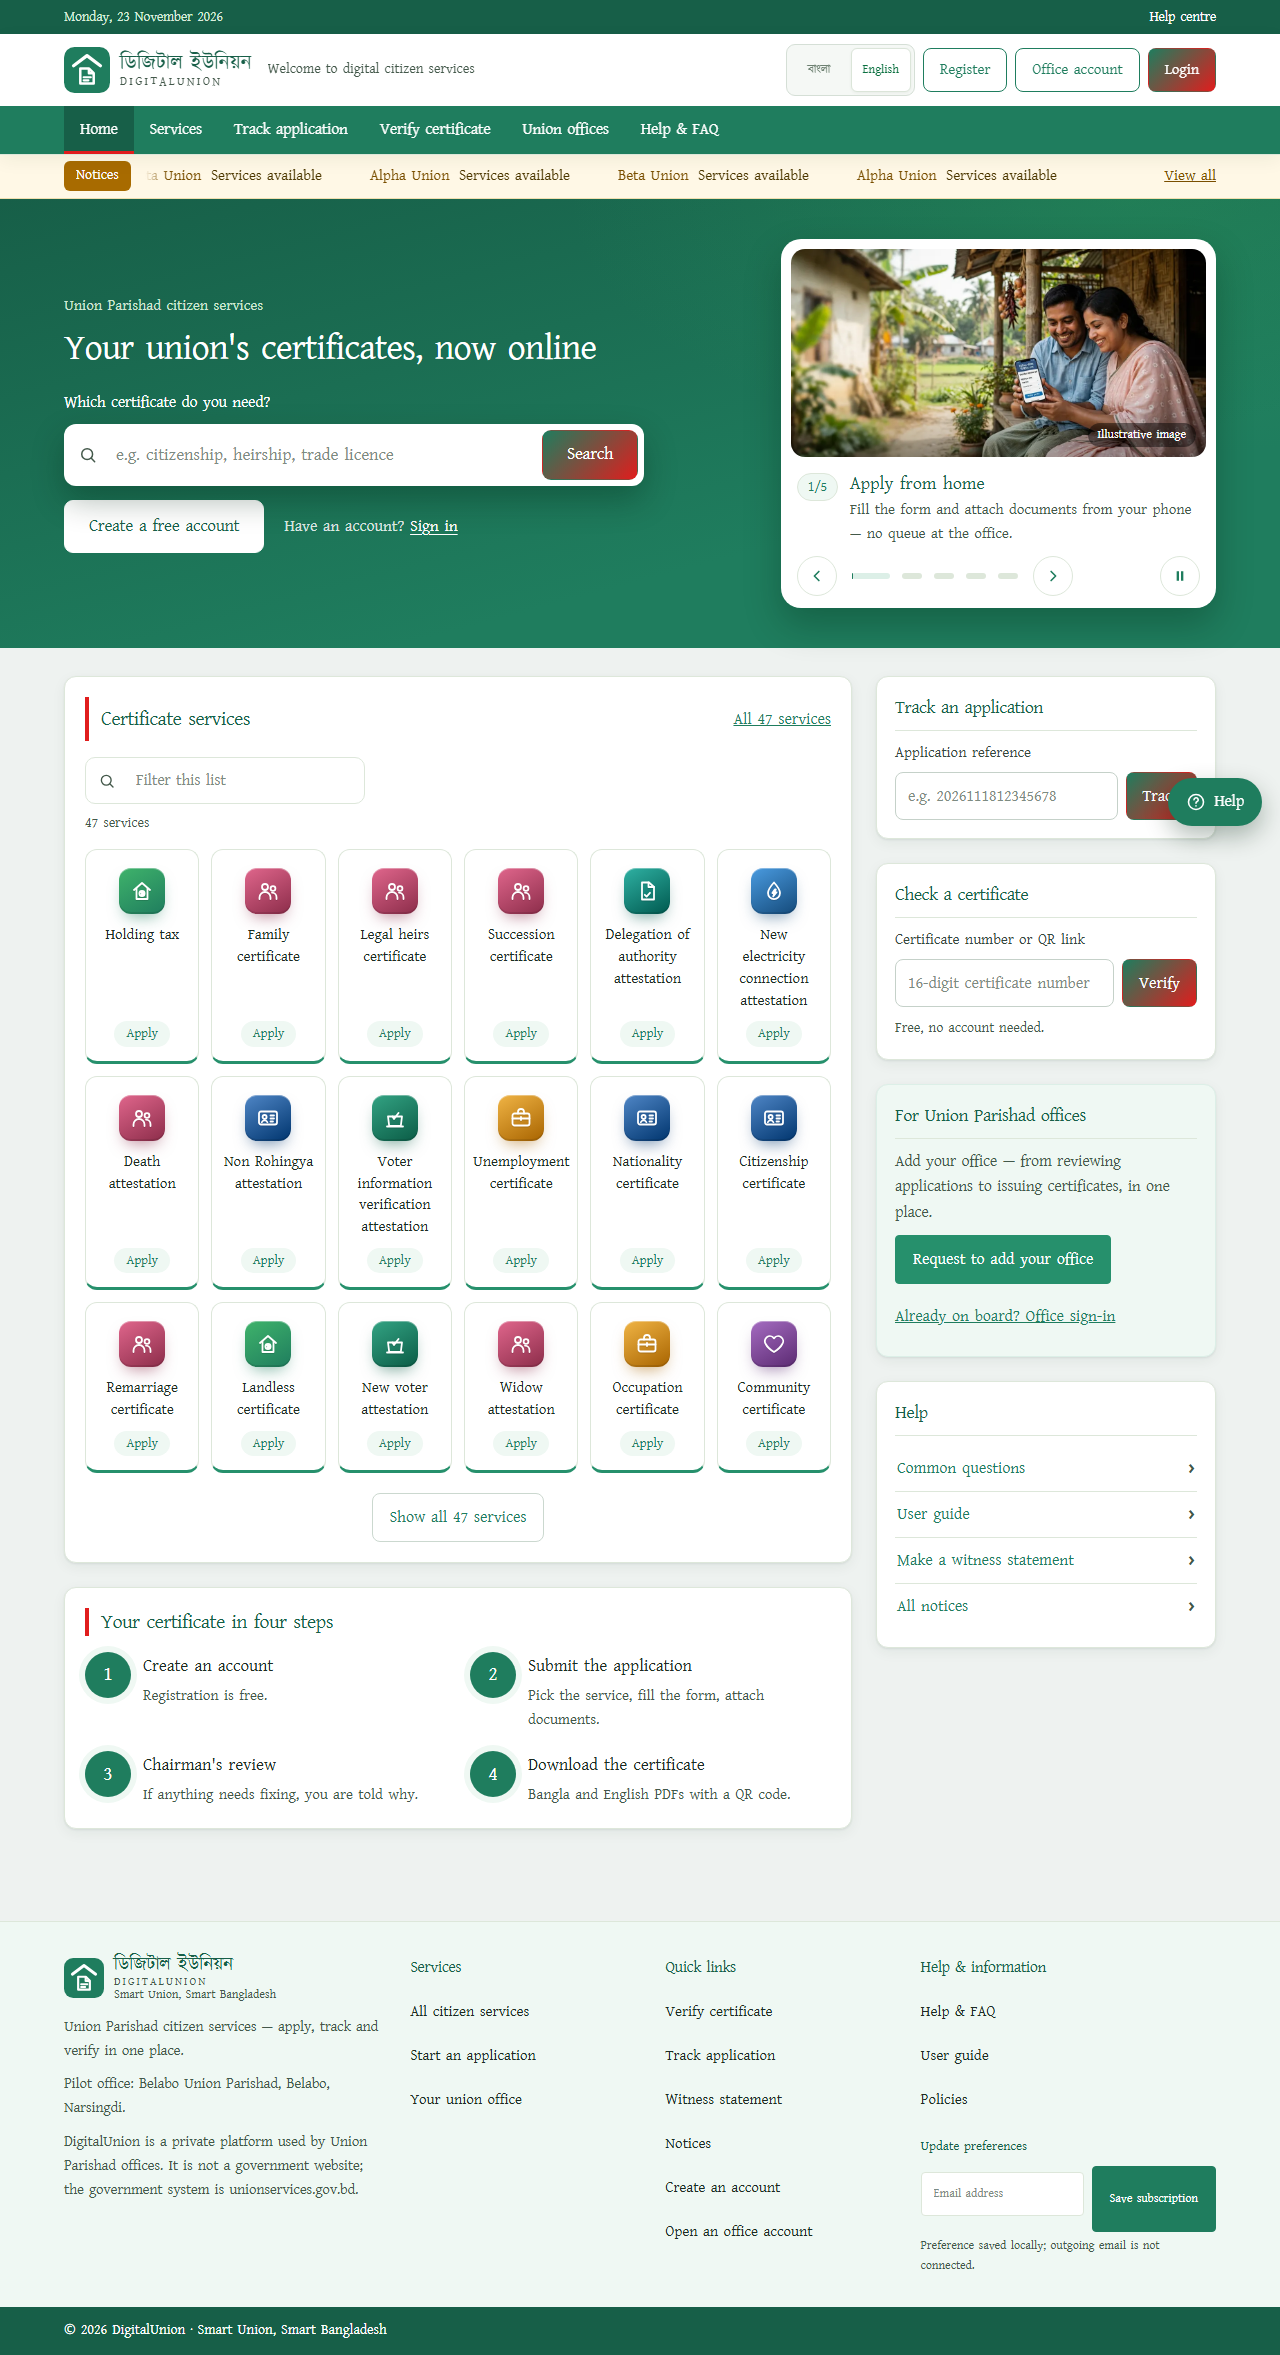 Monday, 23 November 2026
Help centre
ডিজিটাল ইউনিয়ন
DIGITALUNION
Welcome to digital citizen services
বাংলা
English
Register
Office account
Login
Home
Services
Track application
Verify certificate
Union offices
Help & FAQ
Notices
ta Union Services available
Alpha Union Services available
Beta Union Services available
Alpha Union Services available
View all
Union Parishad citizen services
Your union's certificates, now online
Which certificate do you need?
e.g. citizenship, heirship, trade licence
Search
Create a free account
Have an account? Sign in
Illustrative image
1/5
Apply from home
Fill the form and attach documents from your phone
— no queue at the office.
Certificate services
All 47 services
Filter this list
47 services
Holding tax
Apply
Family
certificate
Apply
Legal heirs
certificate
Apply
Succession
certificate
Apply
Delegation of
authority
attestation
Apply
New
electricity
connection
attestation
Apply
Death
attestation
Apply
Non Rohingya
attestation
Apply
Voter
information
verification
attestation
Apply
Unemployment
certificate
Apply
Nationality
certificate
Apply
Citizenship
certificate
Apply
Remarriage
certificate
Apply
Landless
certificate
Apply
New voter
attestation
Apply
Widow
attestation
Apply
Occupation
certificate
Apply
Community
certificate
Apply
Show all 47 services
Your certificate in four steps
1
Create an account
Registration is free.
2
Submit the application
Pick the service, fill the form, attach
documents.
3
Chairman's review
If anything needs fixing, you are told why.
4
Download the certificate
Bangla and English PDFs with a QR code.
Track an application
Application reference
e.g. 2026111812345678
Trac
Help
Check a certificate
Certificate number or QR link
16-digit certificate number
Verify
Free, no account needed.
For Union Parishad offices
Add your office — from reviewing
applications to issuing certificates, in one
place.
Request to add your office
Already on board? Office sign-in
Help
Common questions
User guide
Make a witness statement
All notices
ডিজিটাল ইউনিয়ন
DIGITALUNION
Smart Union, Smart Bangladesh
Union Parishad citizen services — apply, track and
verify in one place.
Pilot office: Belabo Union Parishad, Belabo,
Narsingdi.
DigitalUnion is a private platform used by Union
Parishad offices. It is not a government website;
the government system is unionservices.gov.bd.
Services
All citizen services
Start an application
Your union office
Quick links
Verify certificate
Track application
Witness statement
Notices
Create an account
Open an office account
Help & information
Help & FAQ
User guide
Policies
Update preferences
Email address
Save subscription
Preference saved locally; outgoing email is not
connected.
© 2026 DigitalUnion · Smart Union, Smart Bangladesh